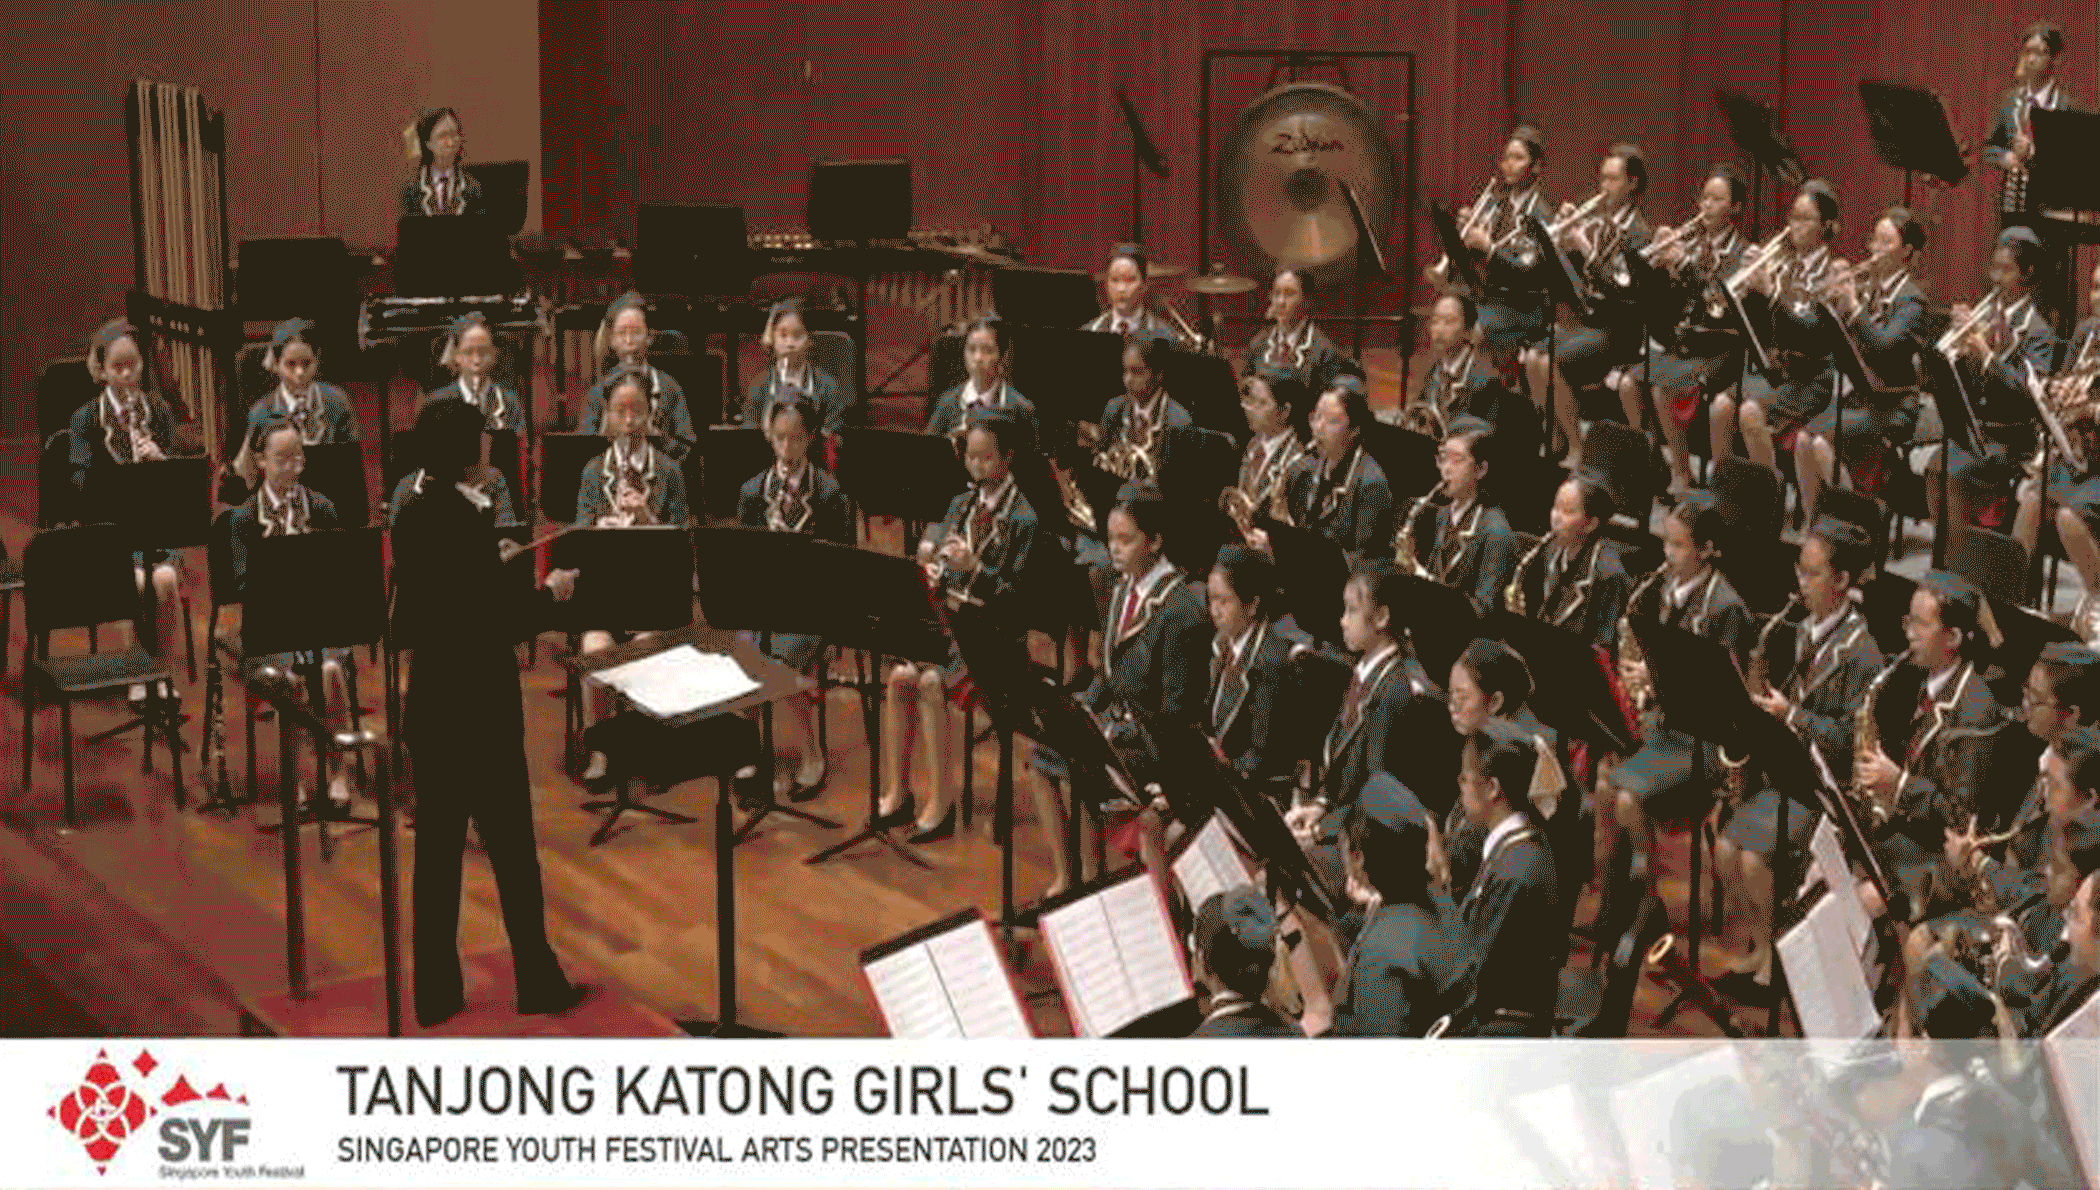 Zildjian
TANJONG KATONG GIRLS' SCHOOL
SINGAPORE YOUTH FESTIVAL ARTS PRESENTATION 2023
SYF
Singapore Youth Festival